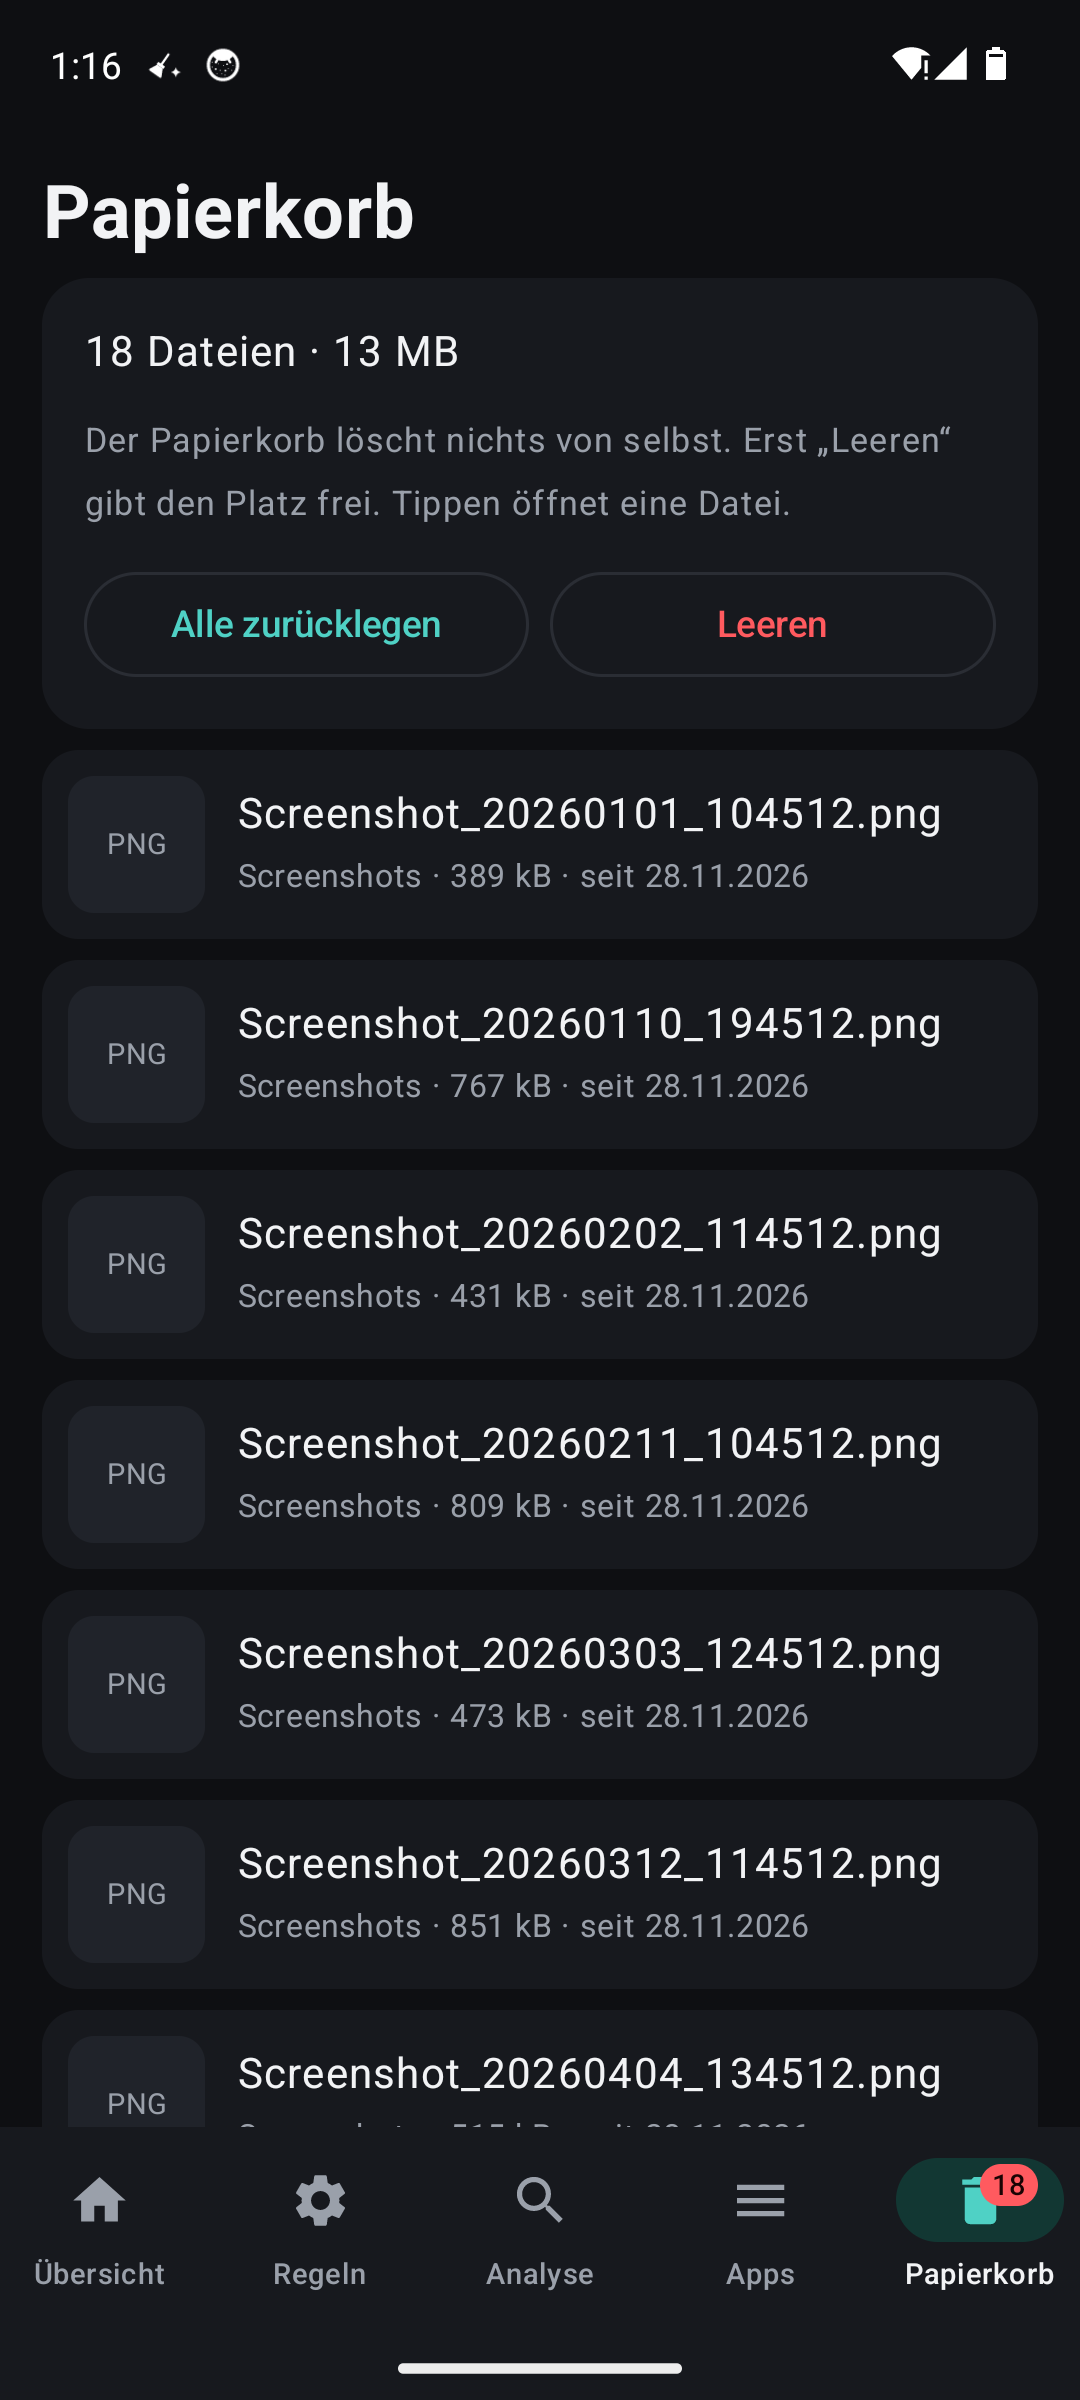 1:16
Papierkorb
18 Dateien · 13 MB
Der Papierkorb löscht nichts von selbst. Erst „Leeren“
gibt den Platz frei. Tippen öffnet eine Datei.
Alle zurücklegen
Leeren
PNG
Screenshot_20260101_104512.png
Screenshots · 389 kB · seit 28.11.2026
PNG
Screenshot_20260110_194512.png
Screenshots · 767 kB · seit 28.11.2026
PNG
Screenshot_20260202_114512.png
Screenshots · 431 kB · seit 28.11.2026
PNG
Screenshot_20260211_104512.png
Screenshots · 809 kB · seit 28.11.2026
PNG
Screenshot_20260303_124512.png
Screenshots · 473 kB · seit 28.11.2026
PNG
Screenshot_20260312_114512.png
Screenshots · 851 kB · seit 28.11.2026
PNG
Screenshot_20260404_134512.png
18
Übersicht
Regeln
Analyse
Apps
Papierkorb